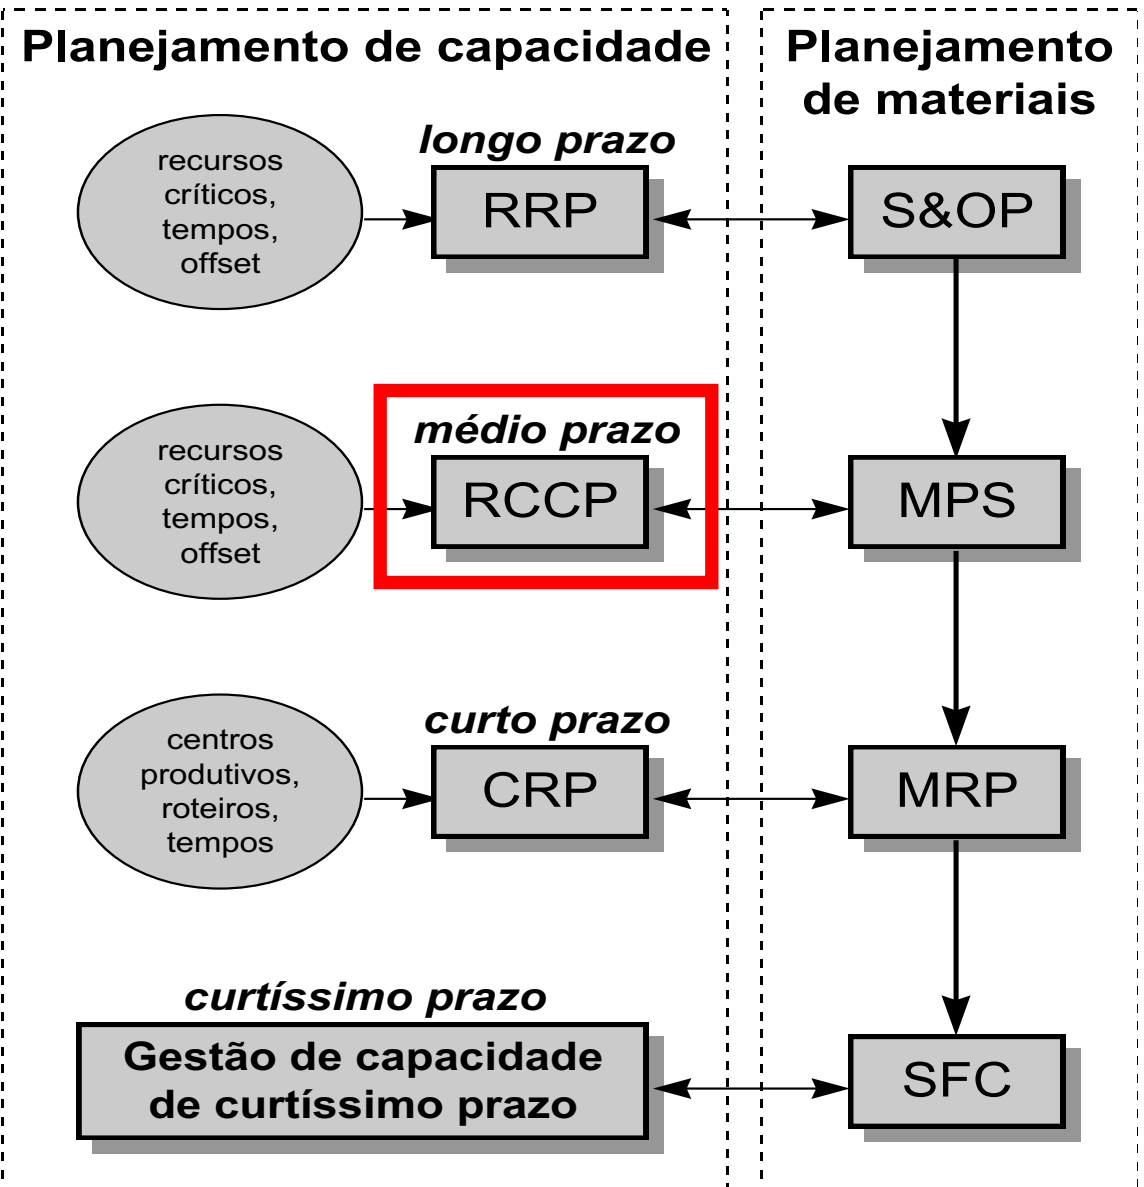 Planejamento de capacidade
Planejamento
de materiais
longo prazo
recursos
críticos,
tempos,
offset
RRP
S&OP
médio prazo
recursos
críticos,
tempos,
offset
RCCP
MPS
curto prazo
centros
produtivos,
roteiros,
tempos
CRP
MRP
curtíssimo prazo
Gestão de capacidade
de curtíssimo prazo
SFC